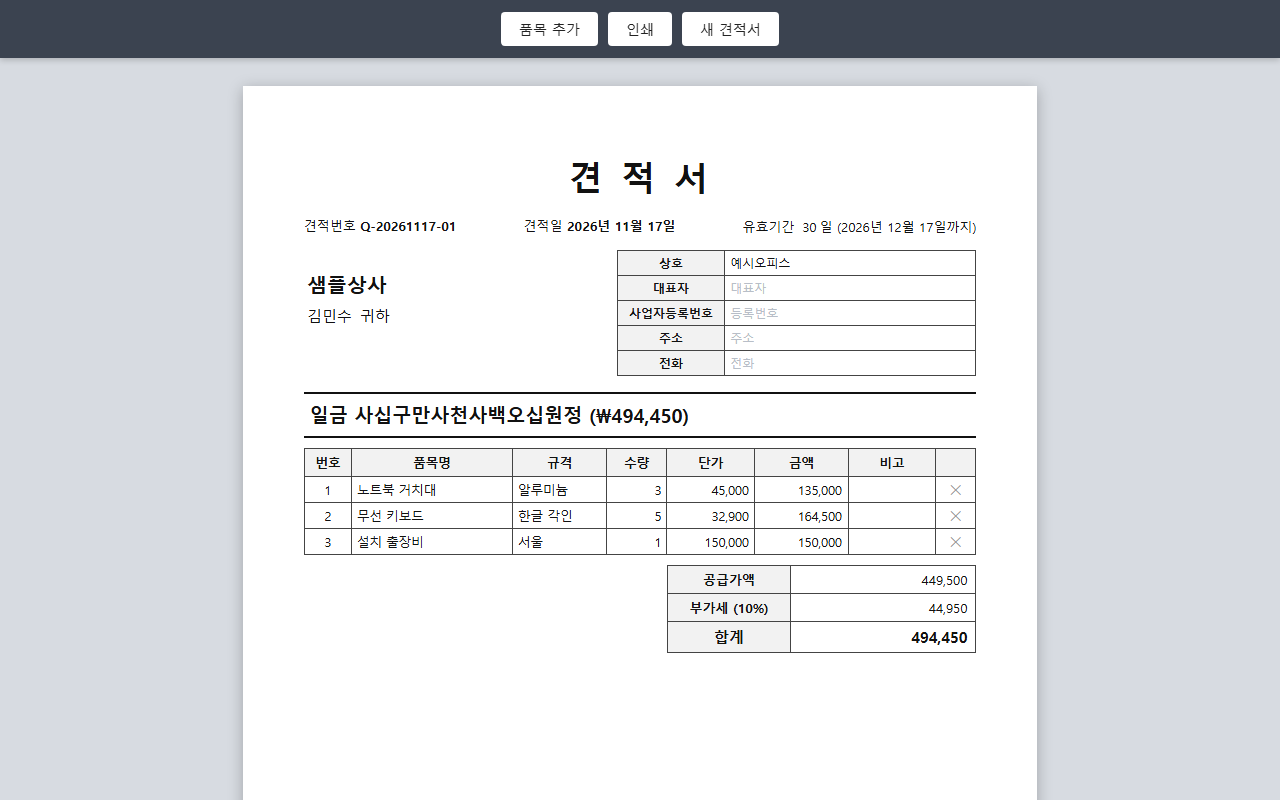 품목 추가 인쇄 새 견적서
견 적 서
견적번호 Q-20261117-01 견적일 2026년 11월 17일 유효기간 30 일 (2026년 12월 17일까지)
샘플상사
김민수 귀하
상호 예시오피스
대표자 대표자
사업자등록번호 등록번호
주소 주소
전화 전화
일금 사십구만사천사백오십원정 (₩494,450)
번호 품목명 규격 수량 단가 금액 비고
1 노트북 거치대 알루미늄 3 45,000 135,000 ×
2 무선 키보드 한글 각인 5 32,900 164,500 ×
3 설치 출장비 서울 1 150,000 150,000 ×
공급가액 449,500
부가세 (10%) 44,950
합계 494,450